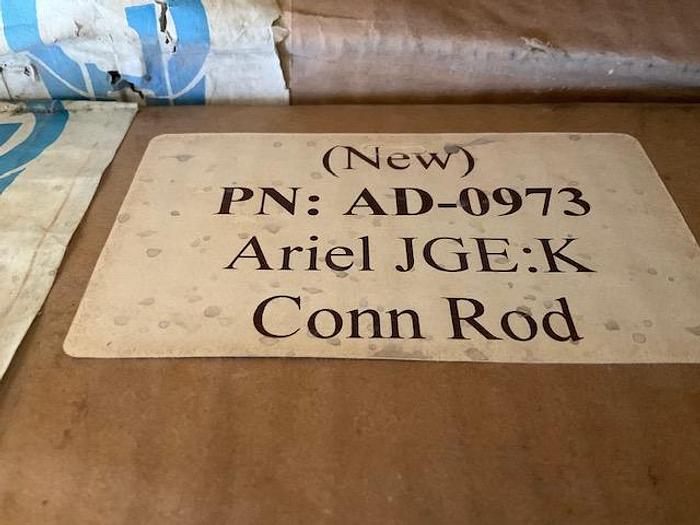 (New)
PN: AD-0973
Ariel JGE:K
Conn Rod